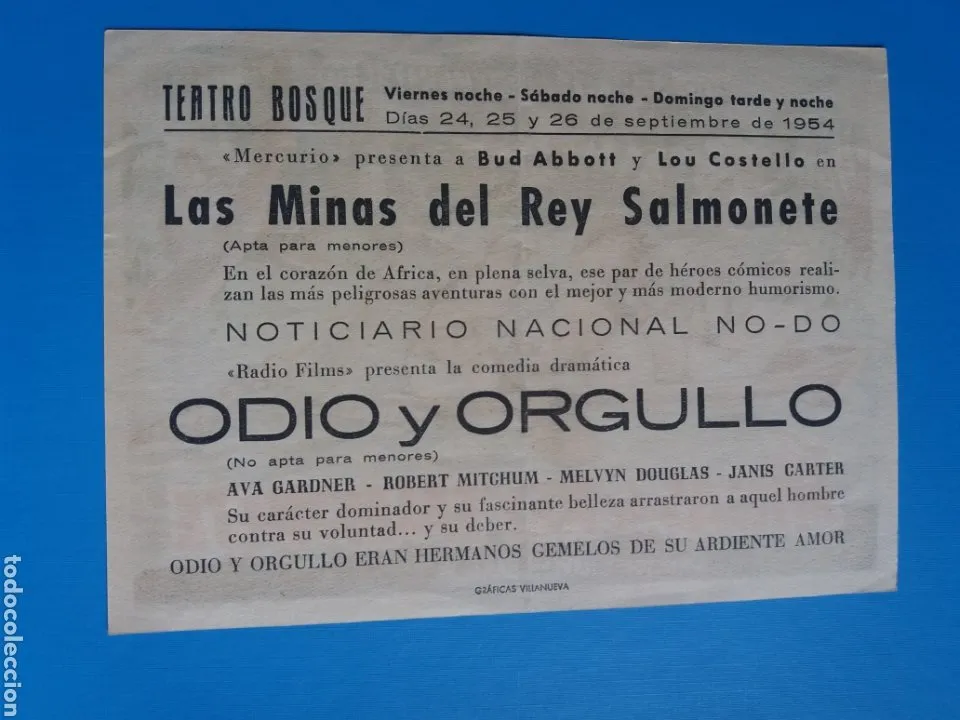 TEATRO BOSQUE
Viernes noche - Sábado noche - Domingo tarde y noche
Días 24, 25 y 26 de septiembre de 1954
«Mercurio» presenta a Bud Abbott y Lou Costello en
Las Minas del Rey Salmonete
(Apta para menores)
En el corazón de Africa, en plena selva, ese par de héroes cómicos reali-
zan las más peligrosas aventuras con el mejor y más moderno humorismo.
NOTICIARIO NACIONAL NO-DO
«Radio Films» presenta la comedia dramática
ODIO y ORGULLO
(No apta para menores)
AVA GARDNER - ROBERT MITCHUM - MELVYN DOUGLAS - JANIS CARTER
Su carácter dominador y su fascinante belleza arrastraron a aquel hombre
contra su voluntad... y su deber.
ODIO Y ORGULLO ERAN HERMANOS GEMELOS DE SU ARDIENTE AMOR
GRÁFICAS VILLANUEVA
todocoleccion